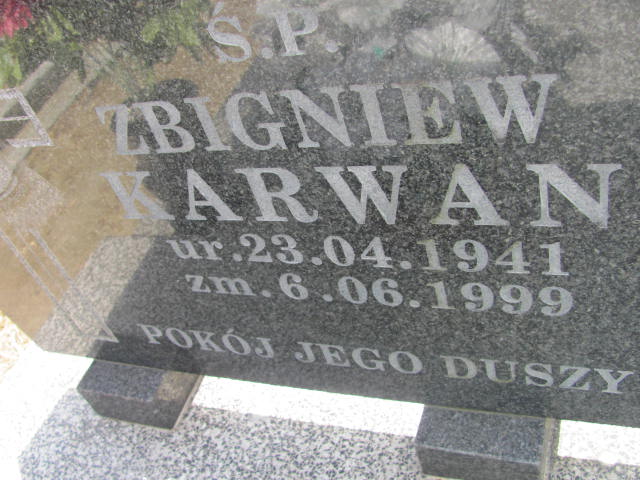 Ś.P.
ZBIGNIEW
KARWAN
ur.23.04.1941
zm.6.06.1999
POKÓJ JEGO DUSZY